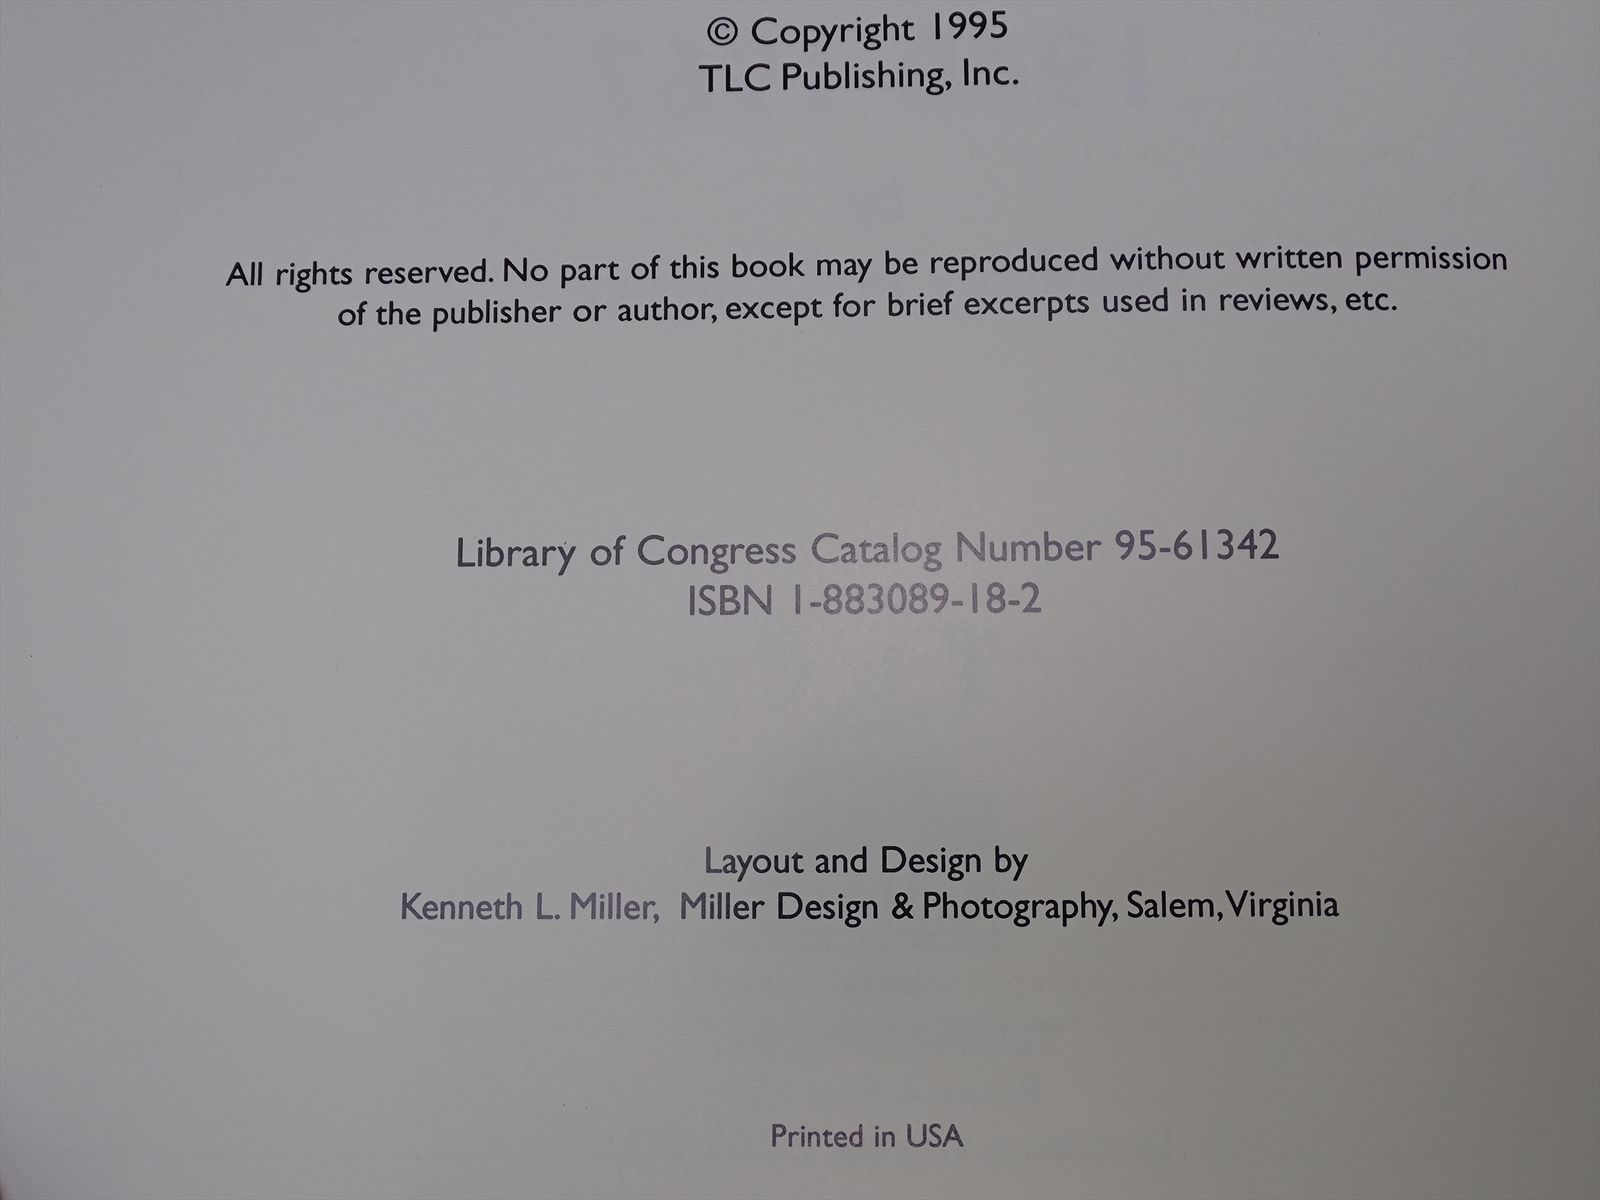 © Copyright 1995
TLC Publishing, Inc.
All rights reserved. No part of this book may be reproduced without written permission
of the publisher or author, except for brief excerpts used in reviews, etc.
Library of Congress Catalog Number 95-61342
ISBN 1-883089-18-2
Layout and Design by
Kenneth L. Miller, Miller Design & Photography, Salem, Virginia
Printed in USA